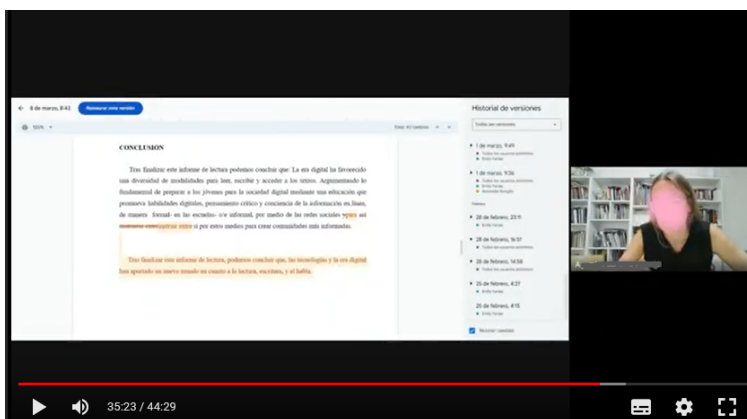 8 de marzo, 8:43
Restaurar esta versión
Historial de versiones
100%
Todas las versiones
CONCLUSION
Tras finalizar este informe de lectura podemos concluir que: La era digital ha favorecido
una diversidad de modalidades para leer, escribir y acceder a los textos. Argumentando lo
fundamental de preparar a los jóvenes para la sociedad digital mediante una educación que
promueva habilidades digitales, pensamiento crítico y conciencia de la información en línea,
de manera formal- en las escuelas- o/e informal, por medio de las redes sociales
si por estos medios para crear comunidades más informadas.
Tras finalizar este informe de lectura, podemos concluir que, las tecnologías y la era digital
han aportado un nuevo mundo en cuanto a la lectura, escritura, y el habla.
1 de marzo, 9:49
1 de marzo, 9:36
28 de febrero, 23:11
28 de febrero, 16:51
28 de febrero, 14:58
25 de febrero, 4:27
25 de febrero, 4:15
Mostrar cambios
35:23 / 44:29